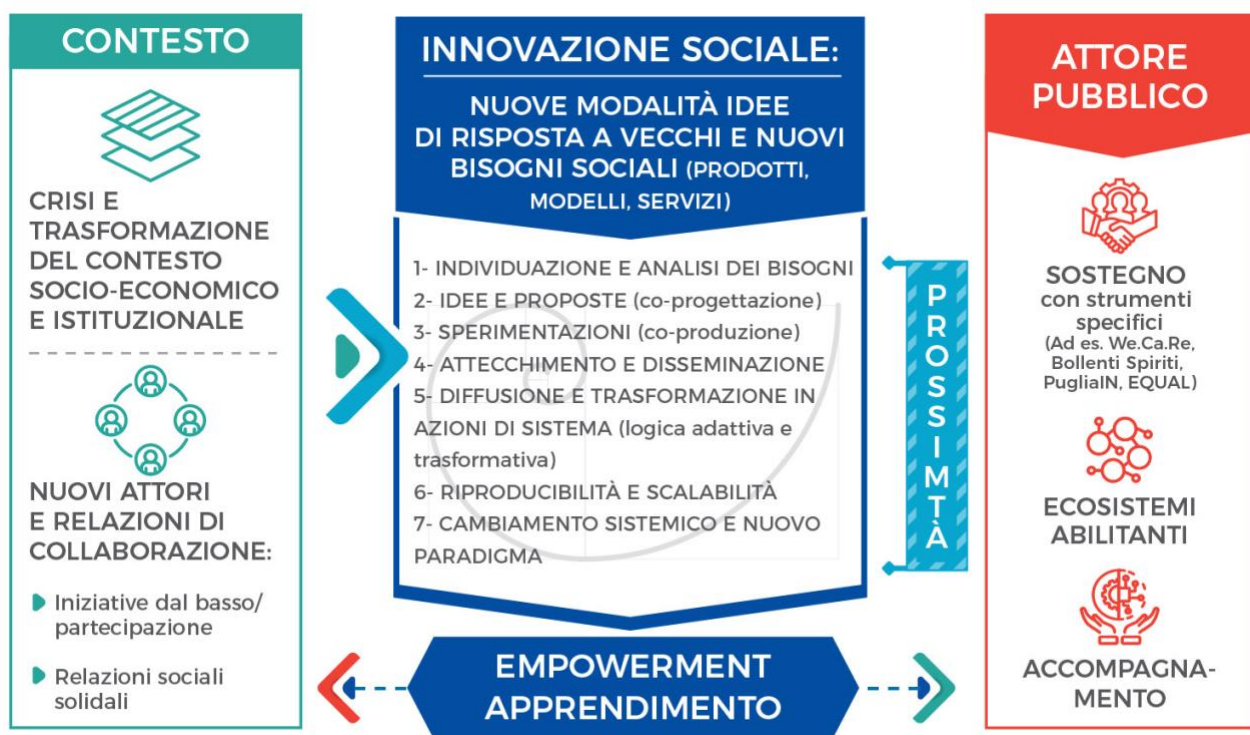 CONTESTO
CRISI E
TRASFORMAZIONE
DEL CONTESTO
SOCIO-ECONOMICO
E ISTITUZIONALE
NUOVI ATTORI
E RELAZIONI DI
COLLABORAZIONE:
Iniziative dal basso/
partecipazione
Relazioni sociali
solidali
INNOVAZIONE SOCIALE:
NUOVE MODALITÀ IDEE
DI RISPOSTA A VECCHI E NUOVI
BISOGNI SOCIALI (PRODOTTI,
MODELLI, SERVIZI)
1- INDIVIDUAZIONE E ANALISI DEI BISOGNI
2- IDEE E PROPOSTE (co-progettazione)
3- SPERIMENTAZIONI (co-produzione)
4- ATTECCHIMENTO E DISSEMINAZIONE
5- DIFFUSIONE E TRASFORMAZIONE IN
AZIONI DI SISTEMA (logica adattiva e
trasformativa)
6- RIPRODUCIBILITÀ E SCALABILITÀ
7- CAMBIAMENTO SISTEMICO E NUOVO
PARADIGMA
PROSSIMTÀ
EMPOWERMENT
APPRENDIMENTO
ATTORE
PUBBLICO
SOSTEGNO
con strumenti
specifici
(Ad es. We.Ca.Re,
Bollenti Spiriti,
PugliaIN, EQUAL)
ECOSISTEMI
ABILITANTI
ACCOMPAGNA-
MENTO